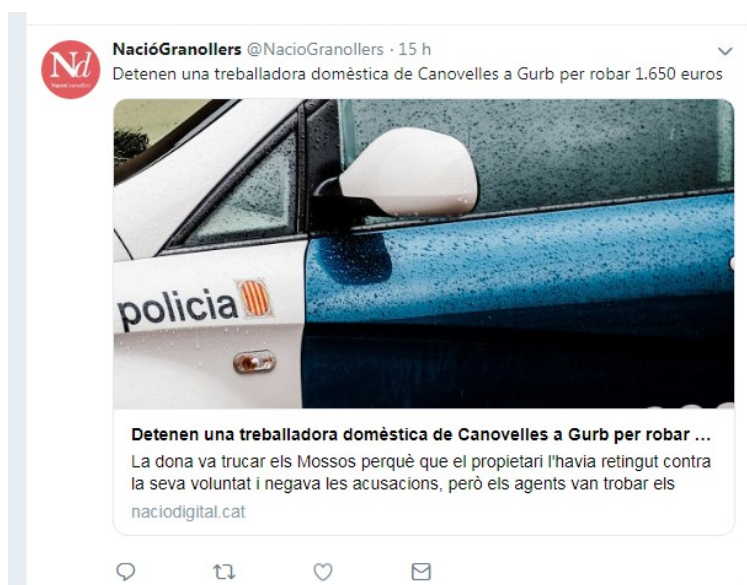 NacióGranollers @NacioGranollers · 15 h
Detenen una treballadora domèstica de Canovelles a Gurb per robar 1.650 euros
Nd
NacióGranollers
policia
Detenen una treballadora domèstica de Canovelles a Gurb per robar ...
La dona va trucar els Mossos perquè que el propietari l'havia retingut contra
la seva voluntat i negava les acusacions, però els agents van trobar els
naciodigital.cat